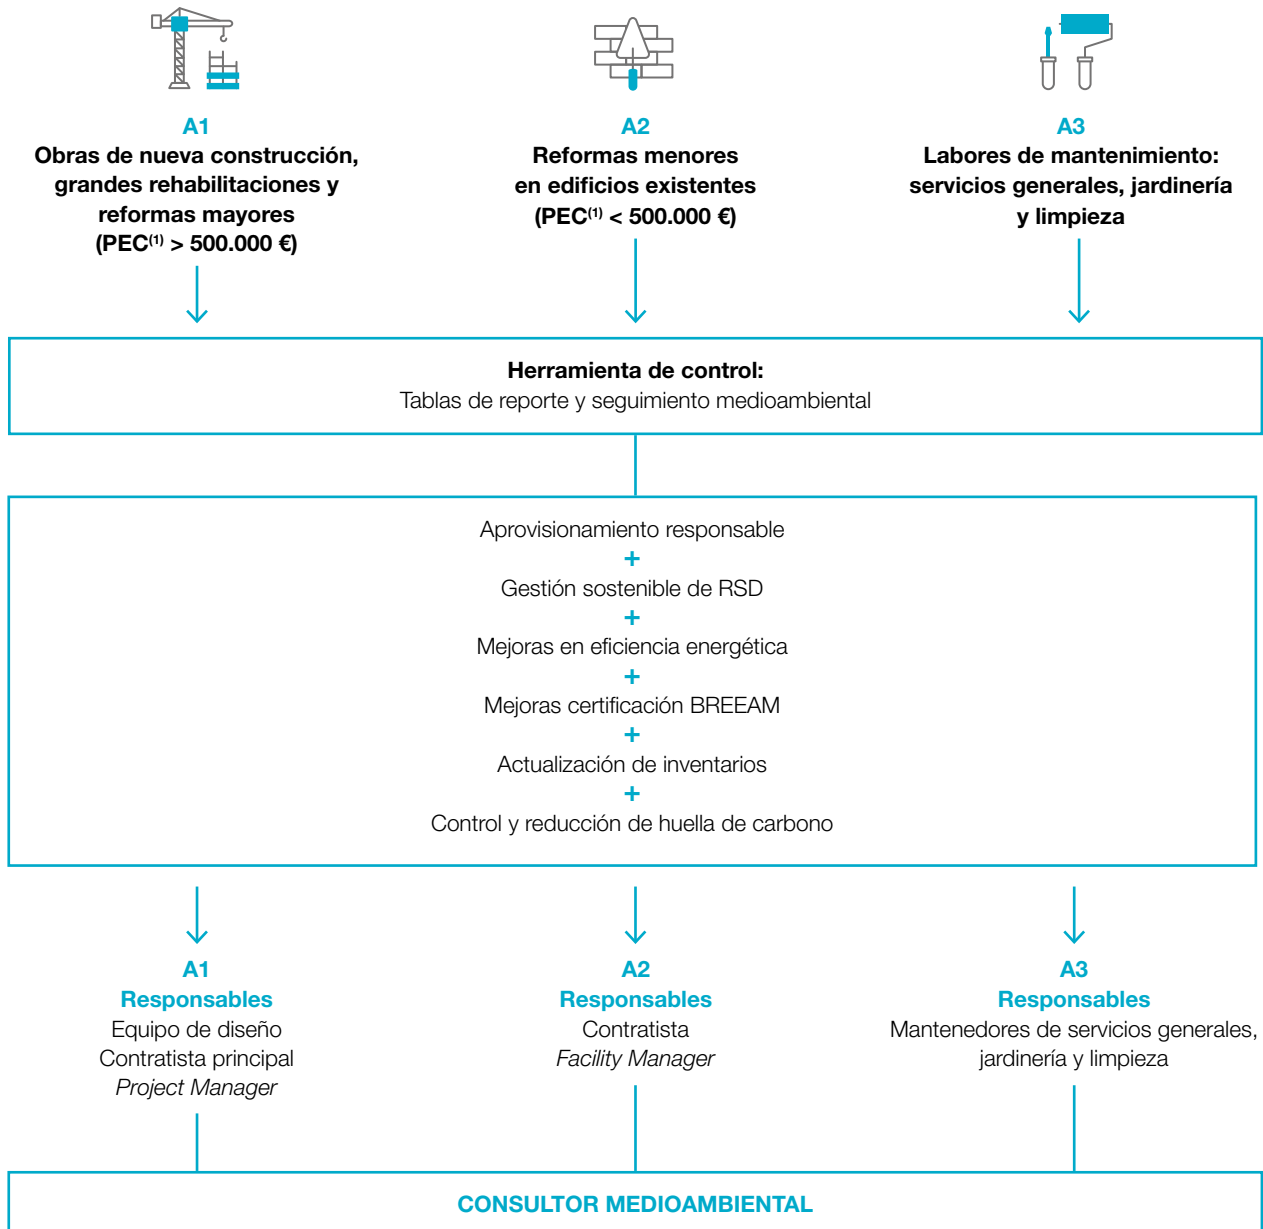 A1
Obras de nueva construcción,
grandes rehabilitaciones y
reformas mayores
(PEC(1) > 500.000 €)
A2
Reformas menores
en edificios existentes
(PEC(1) < 500.000 €)
A3
Labores de mantenimiento:
servicios generales, jardinería
y limpieza
Herramienta de control:
Tablas de reporte y seguimiento medioambiental
Aprovisionamiento responsable
+
Gestión sostenible de RSD
+
Mejoras en eficiencia energética
+
Mejoras certificación BREEAM
+
Actualización de inventarios
+
Control y reducción de huella de carbono
A1
Responsables
Equipo de diseño
Contratista principal
Project Manager
A2
Responsables
Contratista
Facility Manager
A3
Responsables
Mantenedores de servicios generales,
jardinería y limpieza
CONSULTOR MEDIOAMBIENTAL